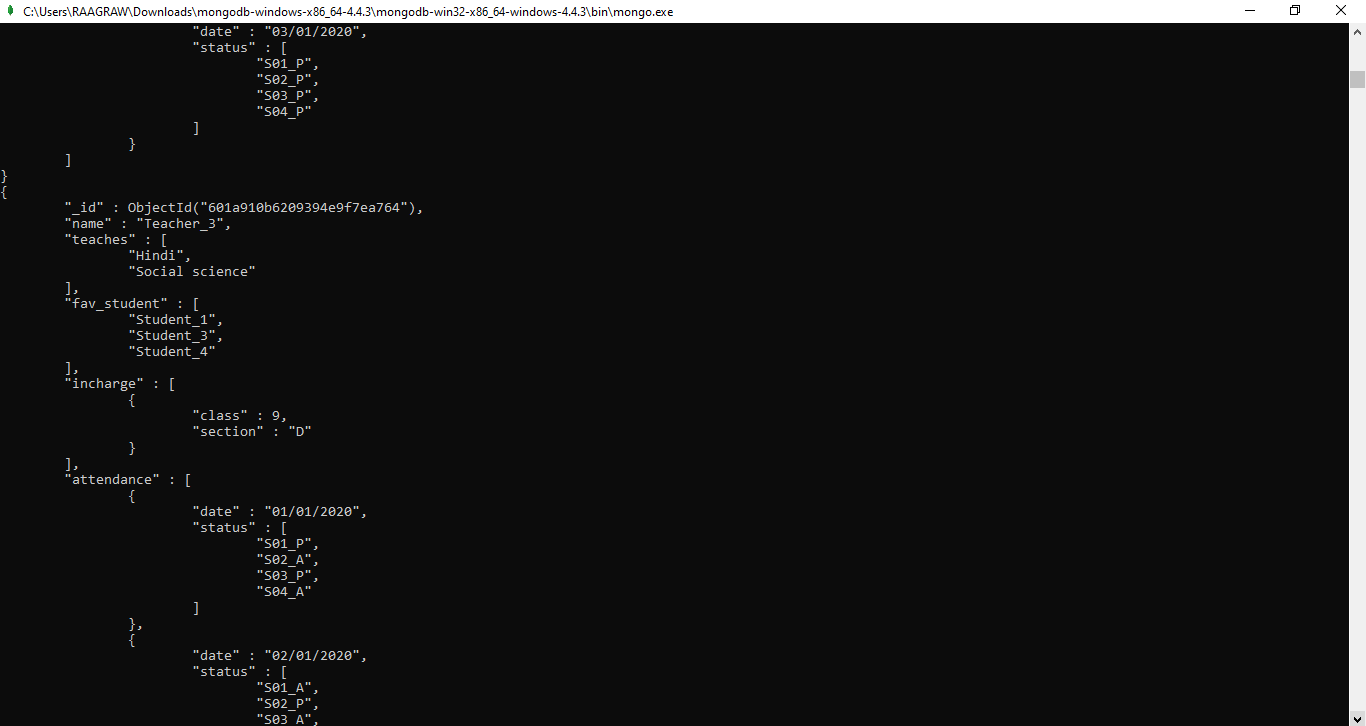 C:\Users\RAAGRAW\Downloads\mongodb-windows-x86_64-4.4.3\mongodb-win32-x86_64-windows-4.4.3\bin\mongo.exe
"date" : "03/01/2020",
"status" : [
"S01_P",
"S02_P",
"S03_P",
"S04_P"
]
}
]
}
{
"_id" : ObjectId("601a910b6209394e9f7ea764"),
"name" : "Teacher_3",
"teaches" : [
"Hindi",
"Social science"
],
"fav_student" : [
"Student_1",
"Student_3",
"Student_4"
],
"incharge" : [
{
"class" : 9,
"section" : "D"
}
],
"attendance" : [
{
"date" : "01/01/2020",
"status" : [
"S01_P",
"S02_A",
"S03_P",
"S04_A"
]
},
{
"date" : "02/01/2020",
"status" : [
"S01_A",
"S02_P",
"S03_A",